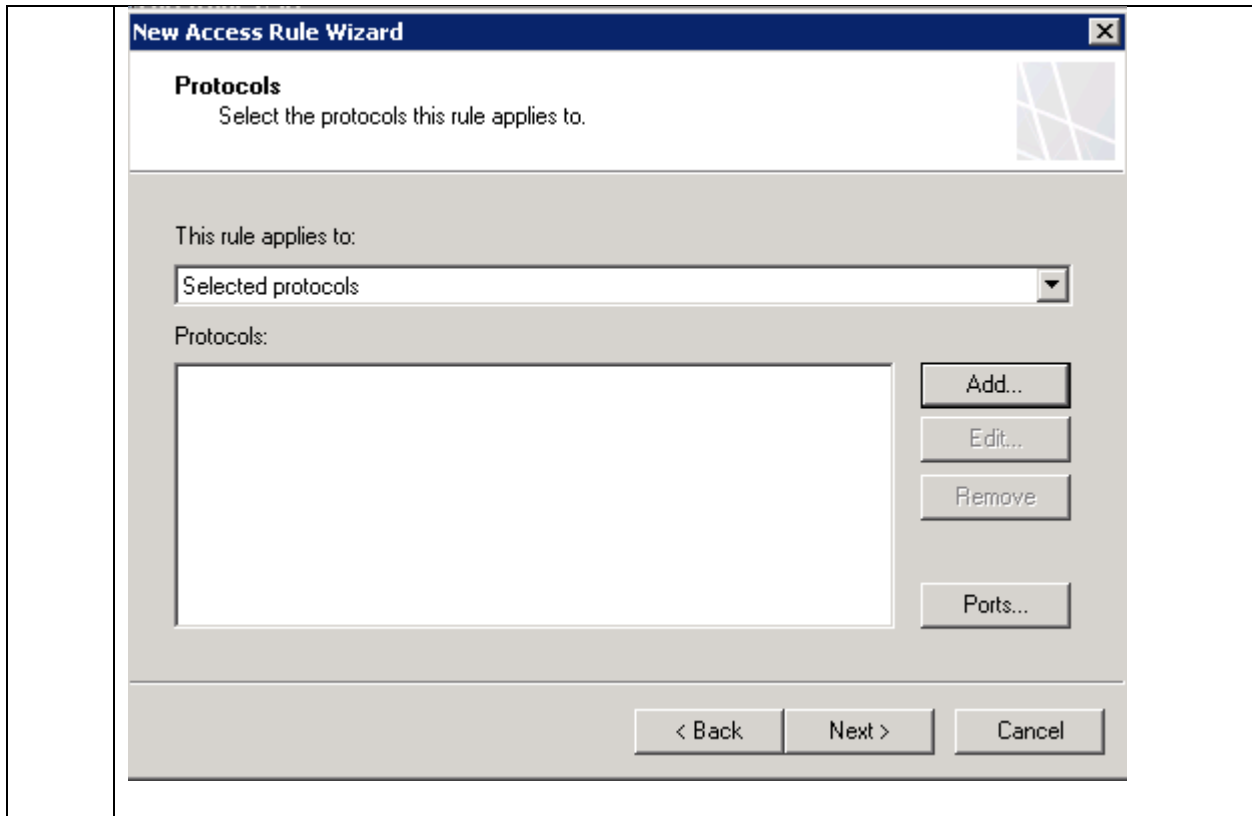 New Access Rule Wizard
Protocols
Select the protocols this rule applies to.
This rule applies to:
Selected protocols
Protocols:
Add...
Edit...
Remove
Ports...
< Back
Next >
Cancel